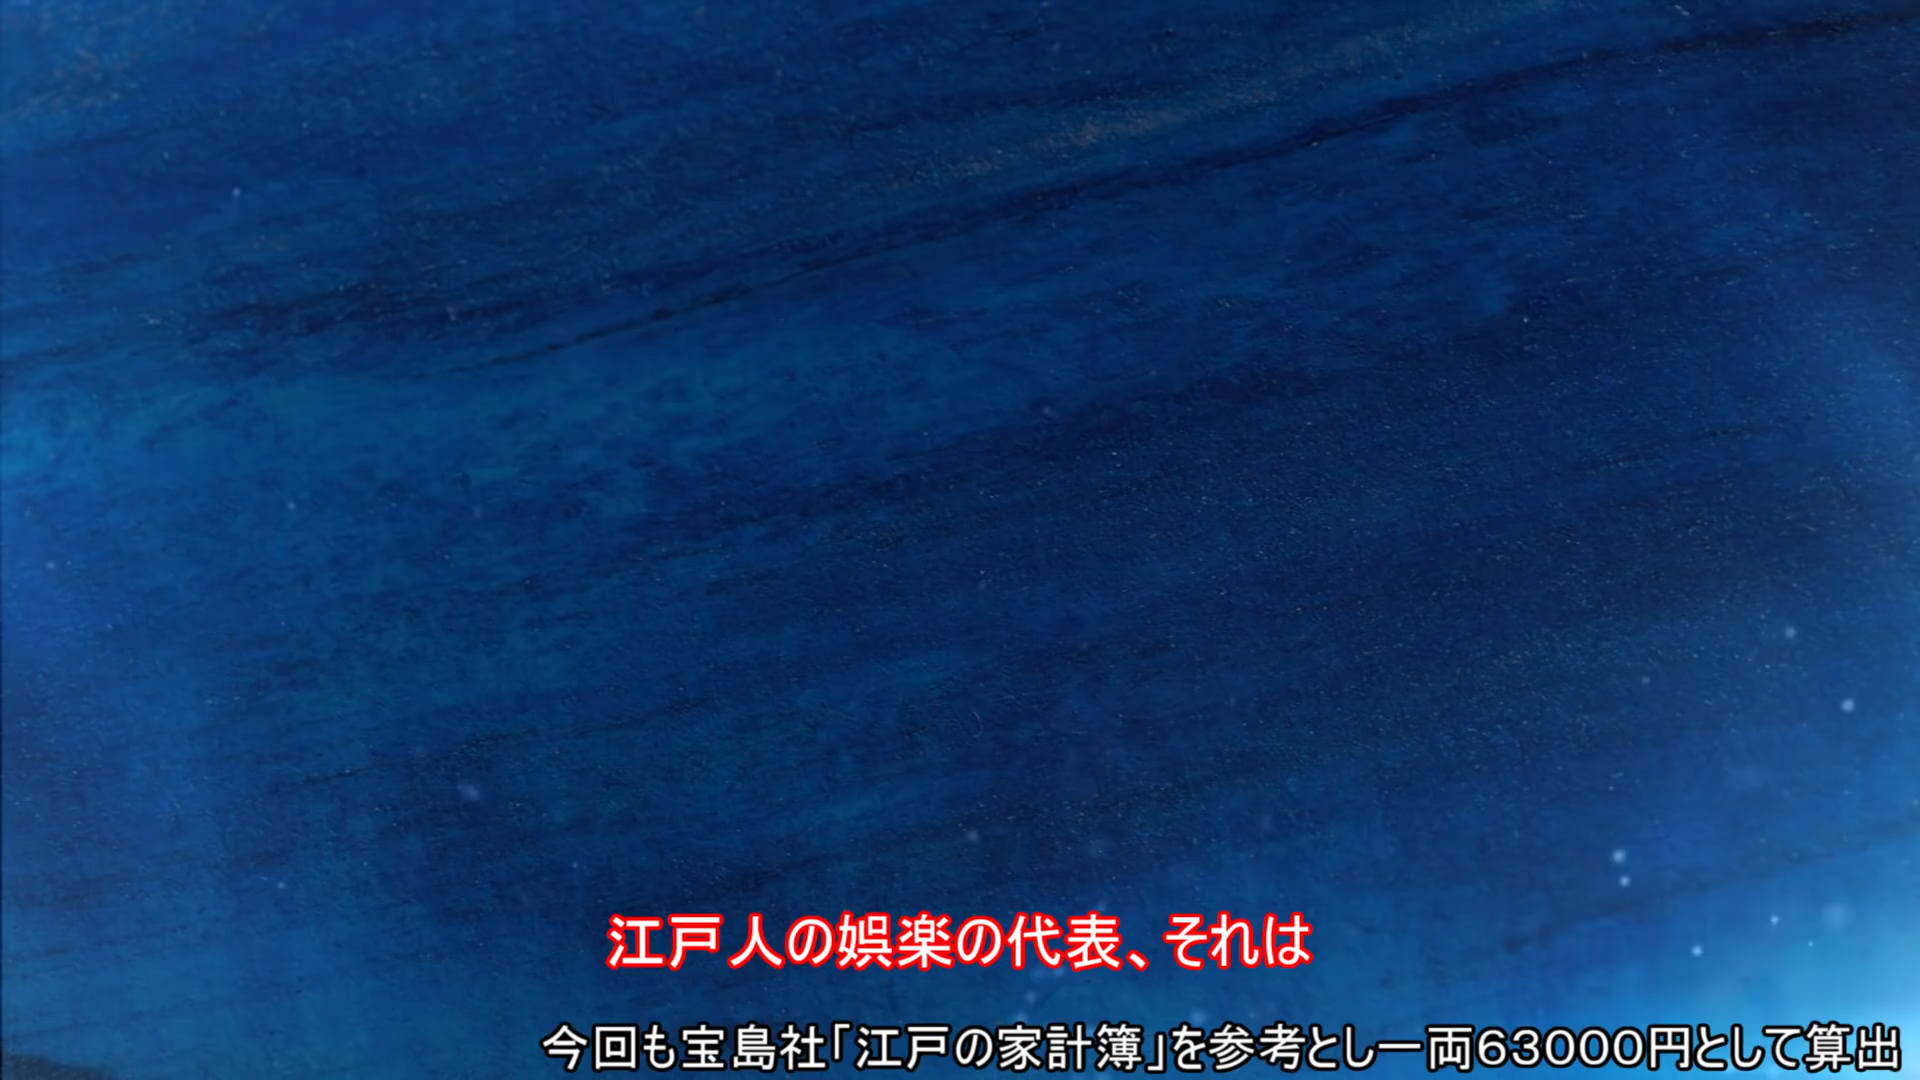 江戸人の娯楽の代表、それは
今回も宝島社「江戸の家計簿」を参考とし一両63000円として算出